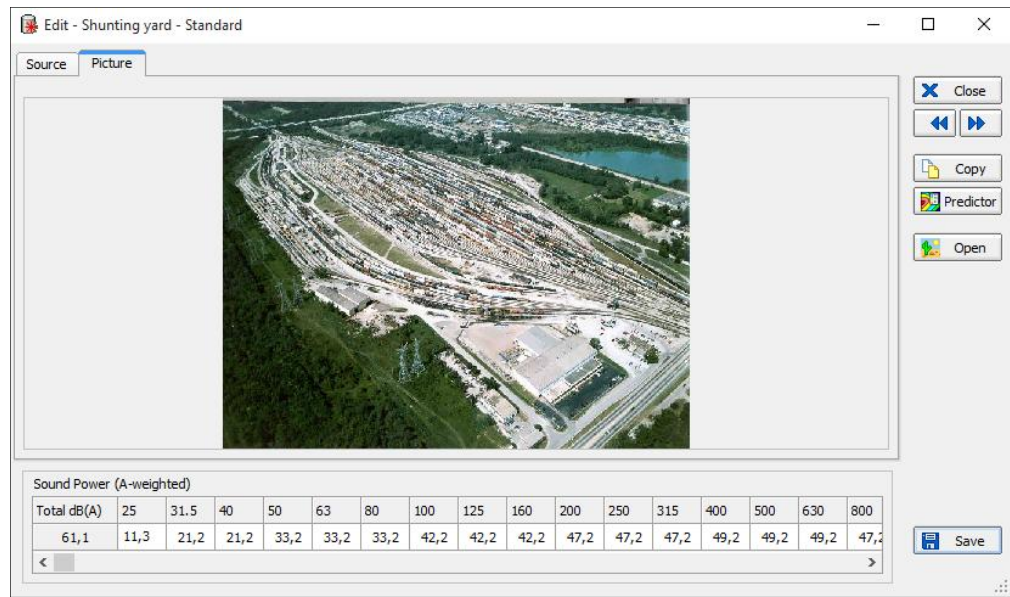 Edit - Shunting yard - Standard
Source Picture
Close
Copy
Predictor
Open
Sound Power (A-weighted)
Total dB(A) 25 31.5 40 50 63 80 100 125 160 200 250 315 400 500 630 800
61,1 11,3 21,2 21,2 33,2 33,2 33,2 42,2 42,2 42,2 47,2 47,2 47,2 49,2 49,2 49,2 47,2
Save